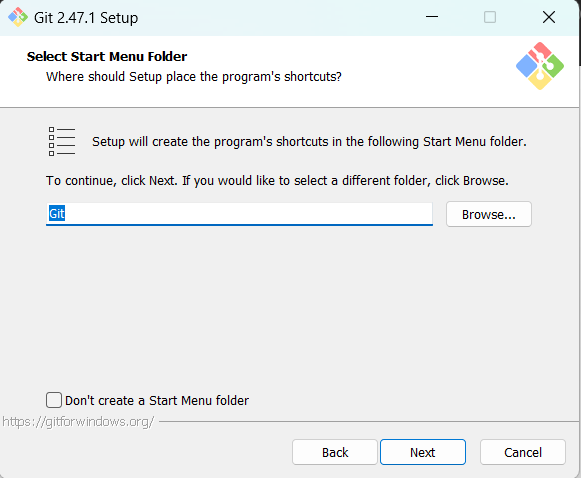 Git 2.47.1 Setup
Select Start Menu Folder
Where should Setup place the program's shortcuts?
Setup will create the program's shortcuts in the following Start Menu folder.
To continue, click Next. If you would like to select a different folder, click Browse.
Git
Browse...
Don't create a Start Menu folder
https://gitforwindows.org/
Back
Next
Cancel